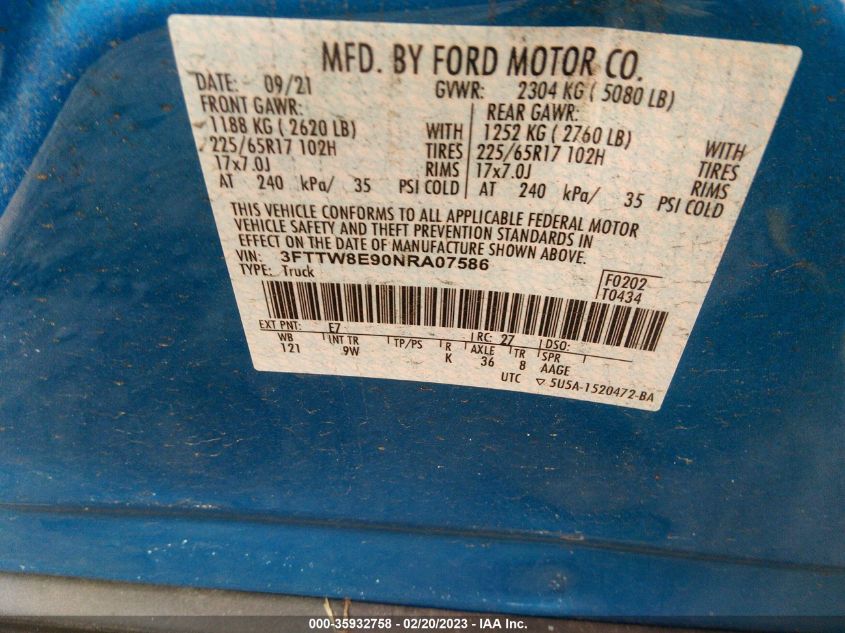 MFD. BY FORD MOTOR CO.
DATE: 09/21 GVWR: 2304 KG ( 5080 LB)
FRONT GAWR: REAR GAWR:
1188 KG ( 2620 LB) WITH 1252 KG ( 2760 LB) WITH
225/65R17 102H TIRES 225/65R17 102H TIRES
17x7.0J RIMS 17x7.0J RIMS
AT 240 kPa/ 35 PSI COLD AT 240 kPa/ 35 PSI COLD
THIS VEHICLE CONFORMS TO ALL APPLICABLE FEDERAL MOTOR
VEHICLE SAFETY AND THEFT PREVENTION STANDARDS IN
EFFECT ON THE DATE OF MANUFACTURE SHOWN ABOVE.
VIN: 3FTTW8E90NRA07586
TYPE: Truck
F0202
T0434
EXT PNT: E7 RC: 27 DSO:
WB INT TR TP/PS R AXLE TR SPR
121 .9W K 36 8 AAGE
UTC ▽ 5U5A-1520472-BA
000-35932758 - 02/20/2023 - © IAA Inc.